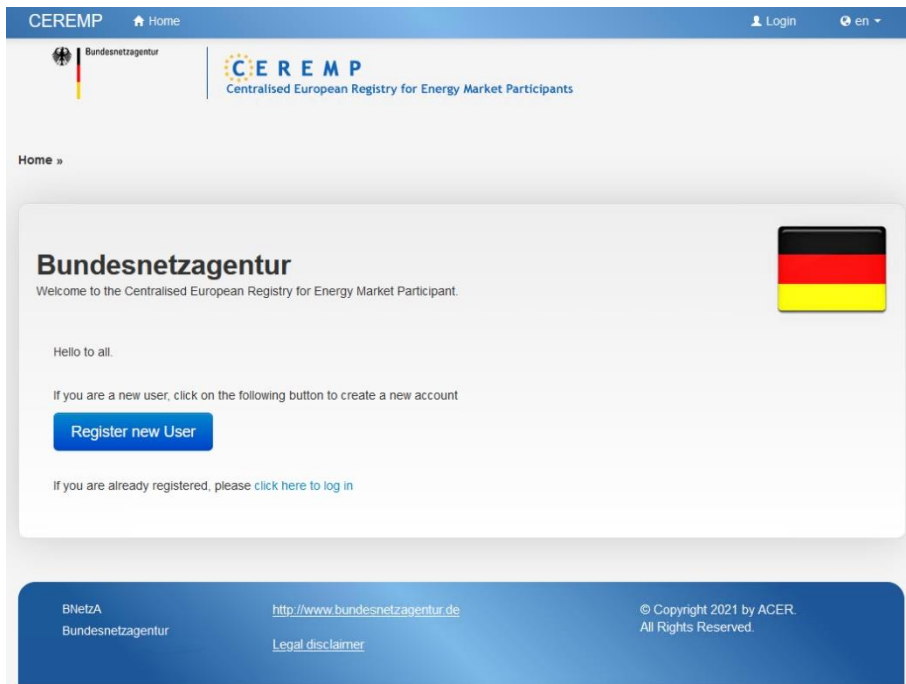 CEREMP Home Login en
Bundesnetzagentur
CEREMP
Centralised European Registry for Energy Market Participants
Home »
Bundesnetzagentur
Welcome to the Centralised European Registry for Energy Market Participant.
Hello to all.
If you are a new user, click on the following button to create a new account
Register new User
If you are already registered, please click here to log in
BNetzA
Bundesnetzagentur
http://www.bundesnetzagentur.de
Legal disclaimer
© Copyright 2021 by ACER.
All Rights Reserved.